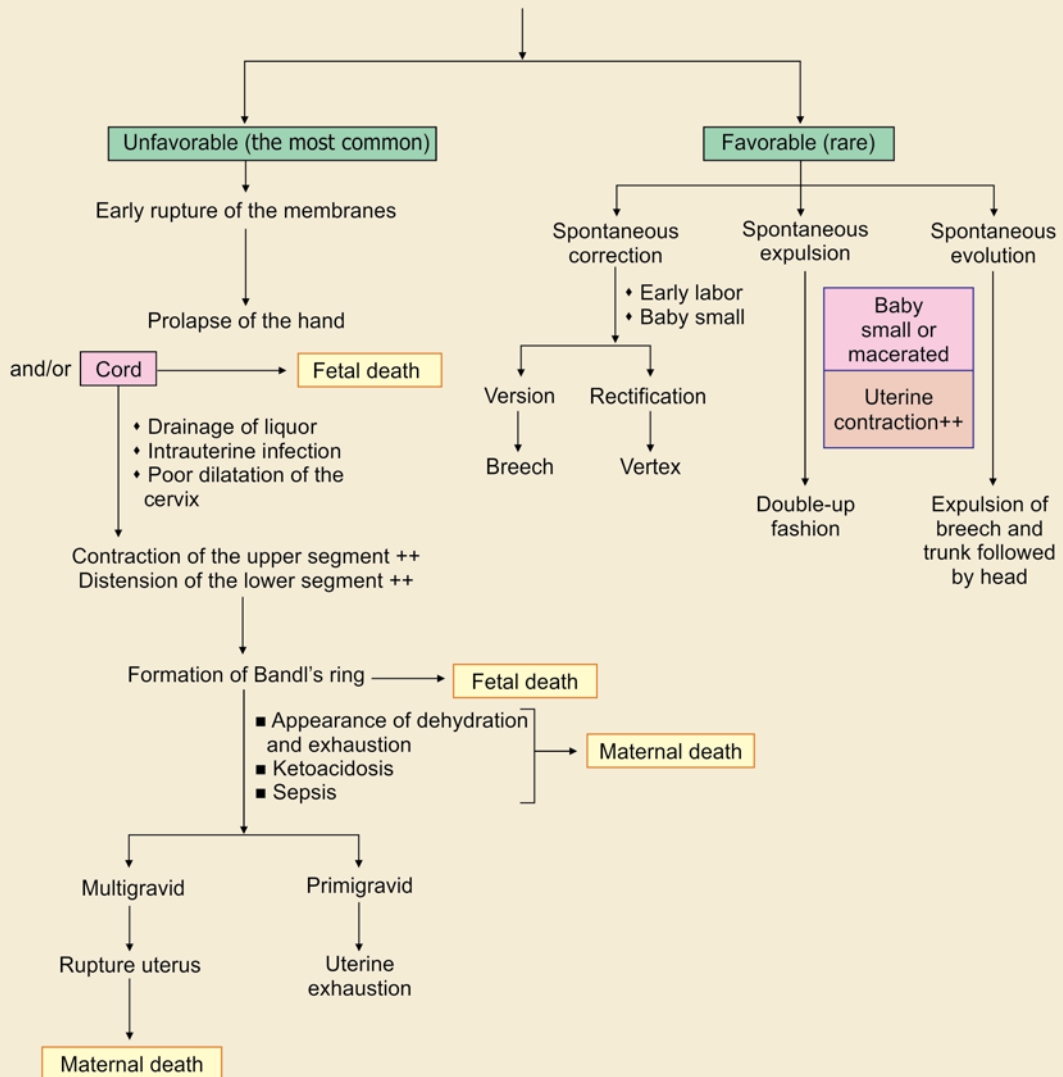 Unfavorable (the most common)
Early rupture of the membranes
Prolapse of the hand
and/or Cord
Fetal death
♦ Drainage of liquor
♦ Intrauterine infection
♦ Poor dilatation of the
cervix
Contraction of the upper segment ++
Distension of the lower segment ++
Formation of Bandl's ring
Fetal death
■ Appearance of dehydration
and exhaustion
■ Ketoacidosis
■ Sepsis
Maternal death
Multigravid
Rupture uterus
Maternal death
Primigravid
Uterine
exhaustion
Favorable (rare)
Spontaneous
correction
♦ Early labor
♦ Baby small
Version
Breech
Rectification
Vertex
Spontaneous
expulsion
Double-up
fashion
Baby
small or
macerated
Uterine
contraction++
Spontaneous
evolution
Expulsion of
breech and
trunk followed
by head